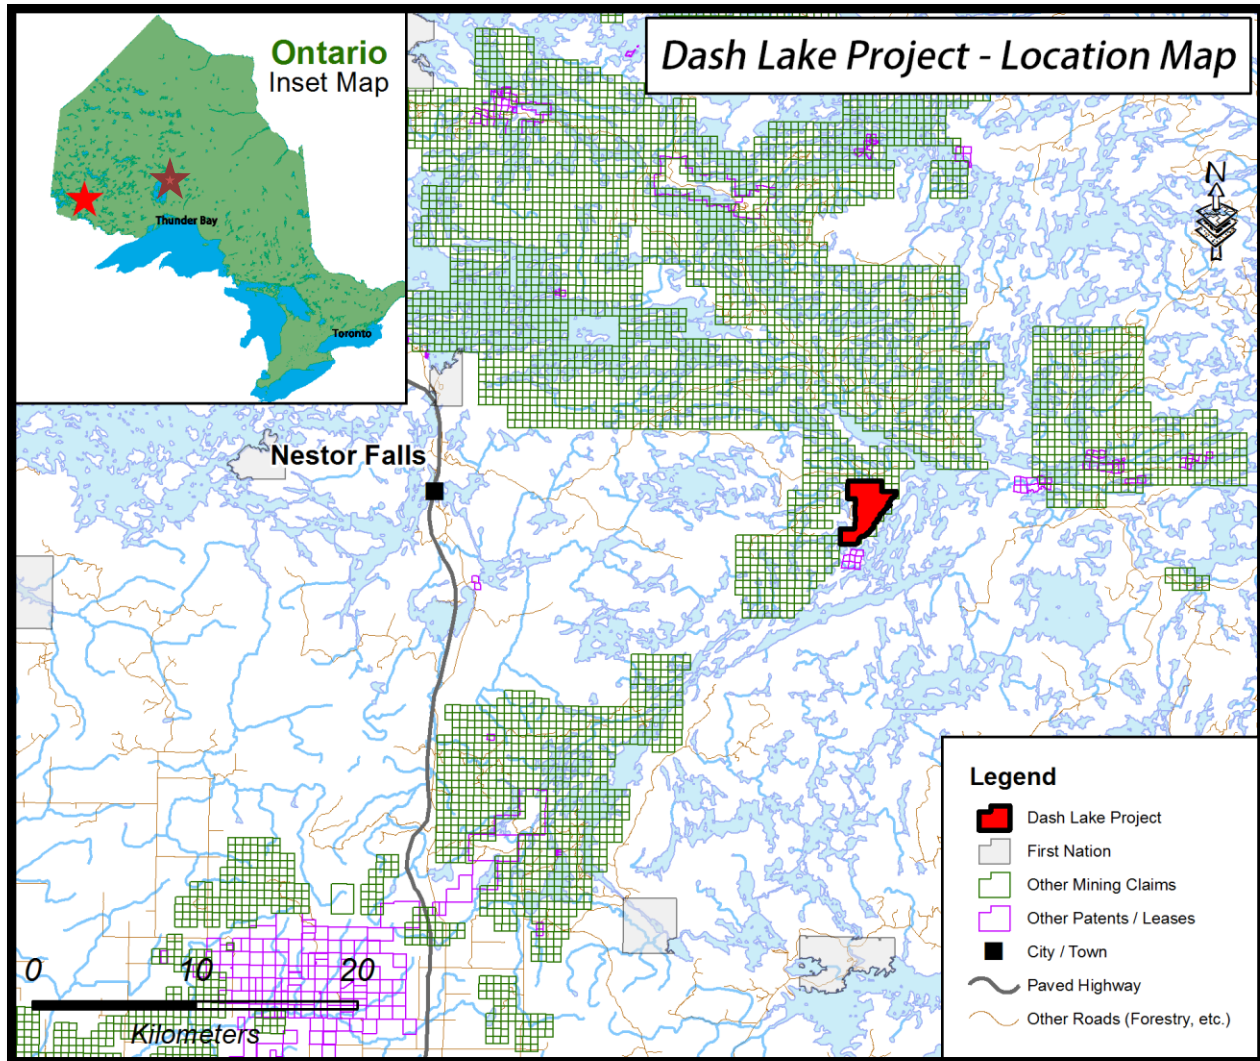 Dash Lake Project - Location Map
Ontario
Inset Map
Thunder Bay
Toronto
N
Nestor Falls
Legend
Dash Lake Project
First Nation
Other Mining Claims
Other Patents / Leases
City / Town
Paved Highway
Other Roads (Forestry, etc.)
0 10 20
Kilometers